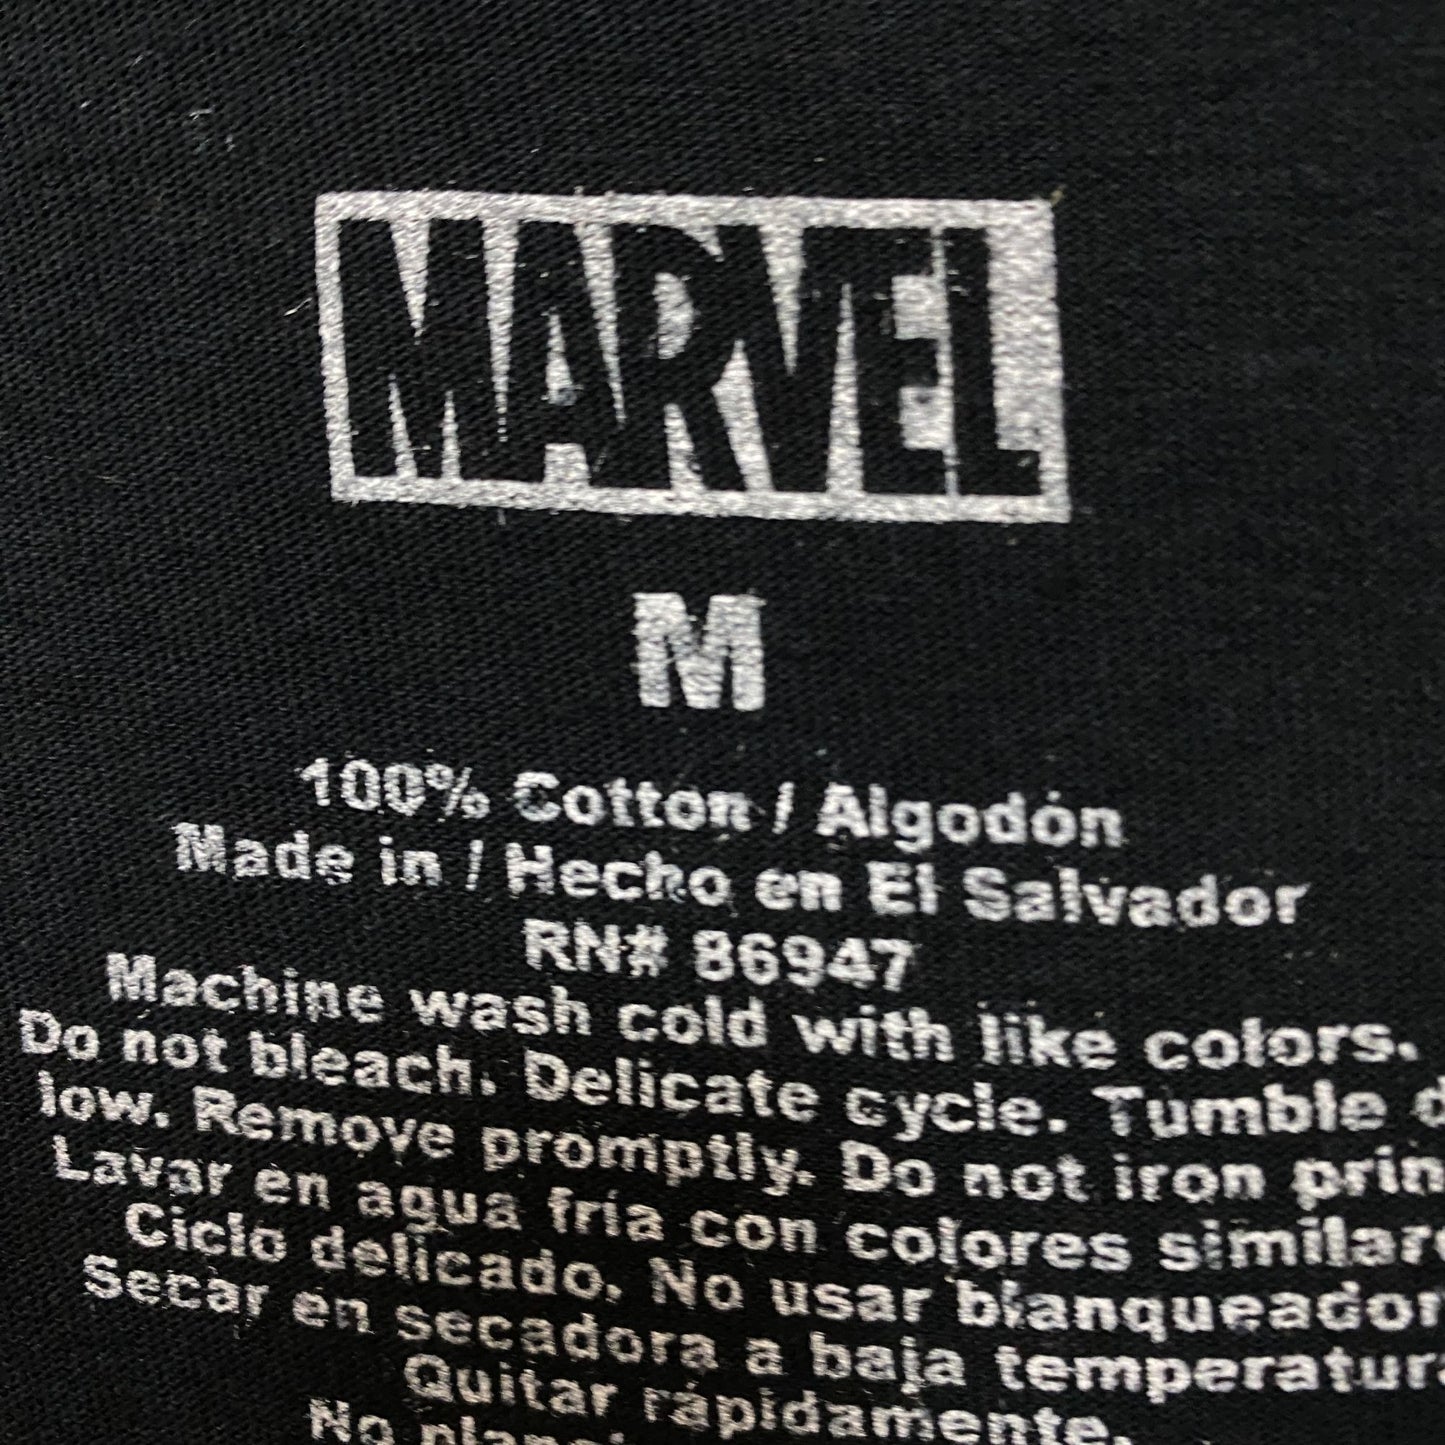 MARVEL
M
100% Cotton / Algodón
Made in / Hecho en El Salvador
RN# 86947
Machine wash cold with like colors.
Do not bleach. Delicate cycle. Tumble
low. Remove promptly. Do not iron
Lavar en agua fría con colores
Ciclo delicado. No usar blanqueador
Secar en secadora a baja temperatura
Quitar rápidamente.
No